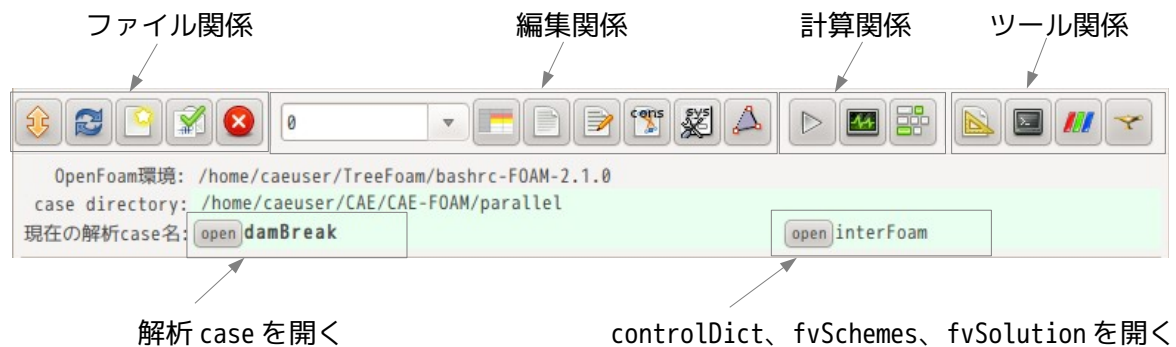 ファイル関係 編集関係 計算関係 ツール関係
0 cons sys
OpenFoam環境: /home/caeuser/TreeFoam/bashrc-FOAM-2.1.0
case directory: /home/caeuser/CAE/CAE-FOAM/parallel
現在の解析case名: open damBreak open interFoam
解析 case を開く controlDict、fvSchemes、fvSolution を開く